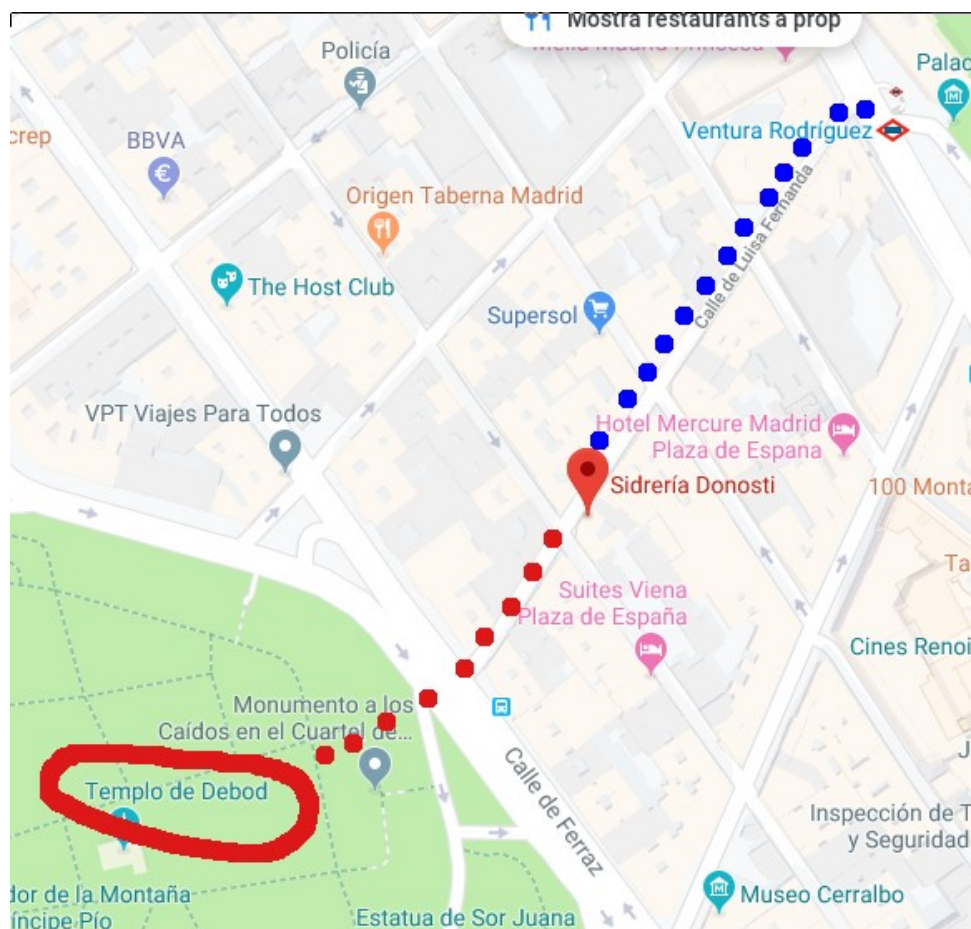 Mostra restaurants a prop
Meliá Madrid Princesa
Policía
Palac
crep
BBVA
Ventura Rodríguez
Origen Taberna Madrid
Calle de Luisa Fernanda
The Host Club
Supersol
VPT Viajes Para Todos
Hotel Mercure Madrid
Plaza de Espana
Sidrería Donosti
100 Monta
Ta
Suites Viena
Plaza de España
Cines Renoi
Monumento a los
Caídos en el Cuartel de...
J
Calle de Ferraz
Templo de Debod
Inspección de T
y Seguridad
dor de la Montaña
íncipe Pío
Museo Cerralbo
Estatua de Sor Juana